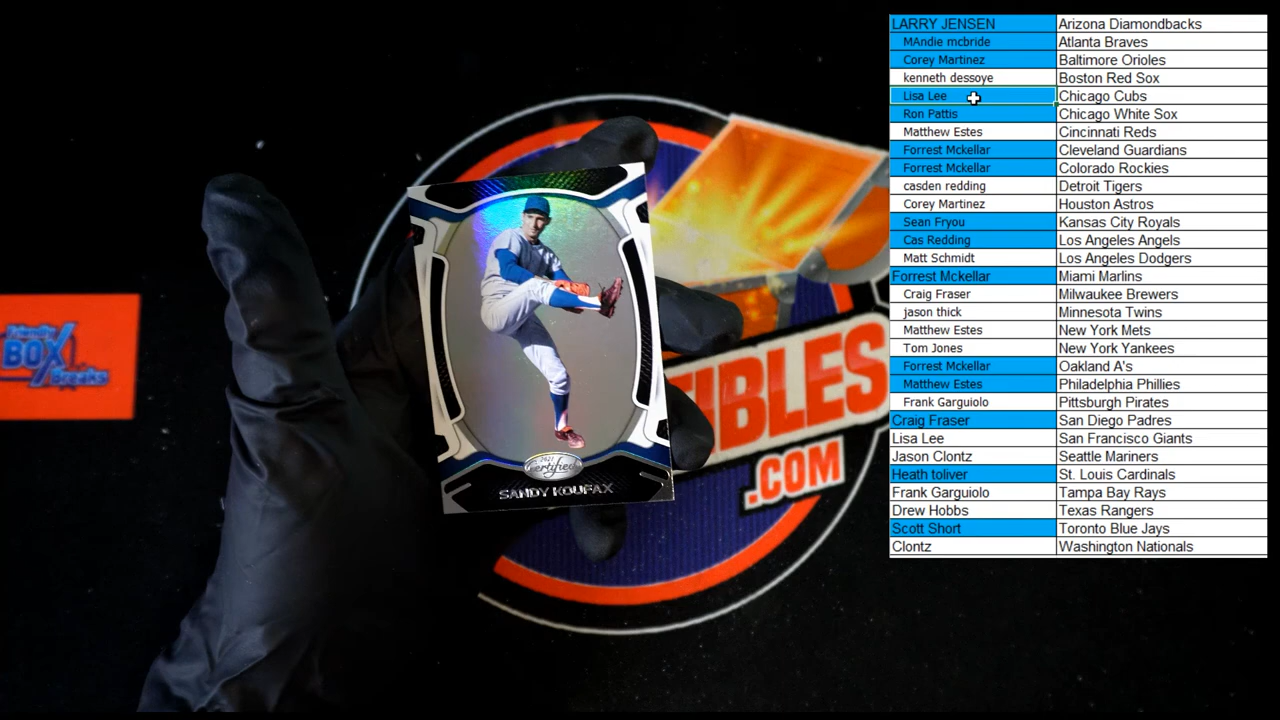 LARRY JENSEN Arizona Diamondbacks
MAndie mcbride Atlanta Braves
Corey Martinez Baltimore Orioles
kenneth dessoye Boston Red Sox
Lisa Lee Chicago Cubs
Ron Pattis Chicago White Sox
Matthew Estes Cincinnati Reds
Forrest Mckellar Cleveland Guardians
Forrest Mckellar Colorado Rockies
casden redding Detroit Tigers
Corey Martinez Houston Astros
Sean Fryou Kansas City Royals
Cas Redding Los Angeles Angels
Matt Schmidt Los Angeles Dodgers
Forrest Mckellar Miami Marlins
Craig Fraser Milwaukee Brewers
jason thick Minnesota Twins
Matthew Estes New York Mets
Tom Jones New York Yankees
Forrest Mckellar Oakland A's
Matthew Estes Philadelphia Phillies
Frank Garguiolo Pittsburgh Pirates
Craig Fraser San Diego Padres
Lisa Lee San Francisco Giants
Jason Clontz Seattle Mariners
Heath toliver St. Louis Cardinals
Frank Garguiolo Tampa Bay Rays
Drew Hobbs Texas Rangers
Scott Short Toronto Blue Jays
Clontz Washington Nationals
BOX
Breaks
2021
certified
SANDY KOUFAX
TIBLES
.COM